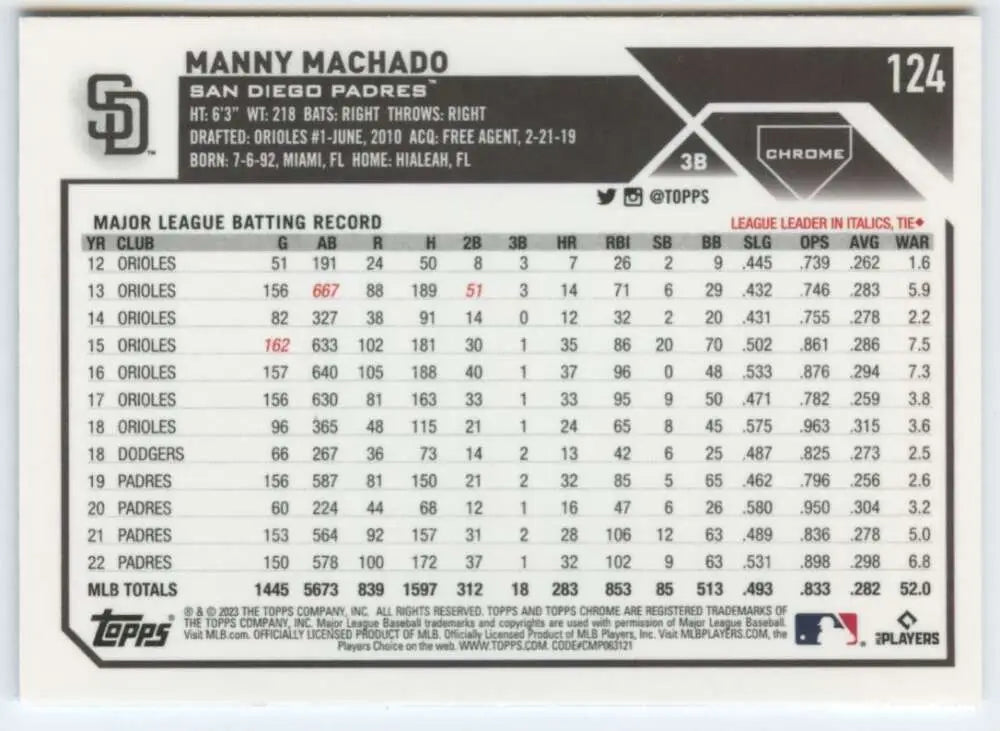 MANNY MACHADO
124
SAN DIEGO PADRES™
SD™
HT: 6'3" WT: 218 BATS: RIGHT THROWS: RIGHT
DRAFTED: ORIOLES #1-JUNE, 2010 ACQ: FREE AGENT, 2-21-19
BORN: 7-6-92, MIAMI, FL HOME: HIALEAH, FL
3B
CHROME
@TOPPS
MAJOR LEAGUE BATTING RECORD
LEAGUE LEADER IN ITALICS, TIE♦
YR CLUB G AB R H 2B 3B HR RBI SB BB SLG OPS AVG WAR
12 ORIOLES 51 191 24 50 8 3 7 26 2 9 .445 .739 .262 1.6
13 ORIOLES 156 667 88 189 51 3 14 71 6 29 .432 .746 .283 5.9
14 ORIOLES 82 327 38 91 14 0 12 32 2 20 .431 .755 .278 2.2
15 ORIOLES 162 633 102 181 30 1 35 86 20 70 .502 .861 .286 7.5
16 ORIOLES 157 640 105 188 40 1 37 96 0 48 .533 .876 .294 7.3
17 ORIOLES 156 630 81 163 33 1 33 95 9 50 .471 .782 .259 3.8
18 ORIOLES 96 365 48 115 21 1 24 65 8 45 .575 .963 .315 3.6
18 DODGERS 66 267 36 73 14 2 13 42 6 25 .487 .825 .273 2.5
19 PADRES 156 587 81 150 21 2 32 85 5 65 .462 .796 .256 2.6
20 PADRES 60 224 44 68 12 1 16 47 6 26 .580 .950 .304 3.2
21 PADRES 153 564 92 157 31 2 28 106 12 63 .489 .836 .278 5.0
22 PADRES 150 578 100 172 37 1 32 102 9 63 .531 .898 .298 6.8
MLB TOTALS 1445 5673 839 1597 312 18 283 853 85 513 .493 .833 .282 52.0
Topps®
® & © 2023 THE TOPPS COMPANY, INC. ALL RIGHTS RESERVED. TOPPS AND TOPPS CHROME ARE REGISTERED TRADEMARKS OF
THE TOPPS COMPANY, INC. Major League Baseball trademarks and copyrights are used with permission of Major League Baseball.
Visit MLB.com. OFFICIALLY LICENSED PRODUCT OF MLB. Officially Licensed Product of MLB Players, Inc. Visit MLBPLAYERS.COM, the
Players Choice on the web. WWW.TOPPS.COM. CODE#CMP063121
MLB PLAYERS